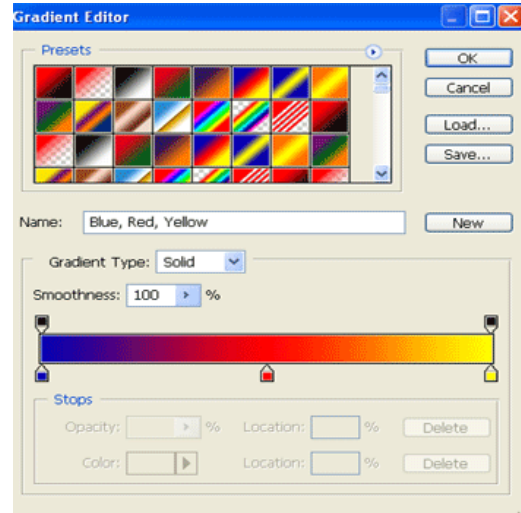 Gradient Editor
Presets
OK
Cancel
Load...
Save...
Name: Blue, Red, Yellow
New
Gradient Type: Solid
Smoothness: 100 %
Stops
Opacity: % Location: % Delete
Color: Location: % Delete